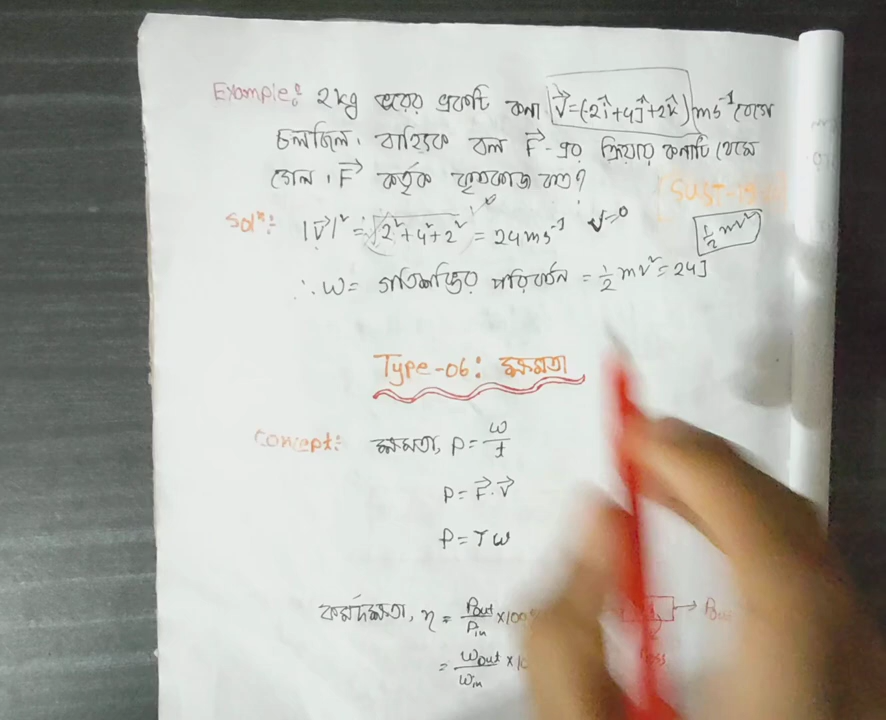 Example: 2kg ভরের একটি কণা V⃗=(-2î+4ĵ+2k̂) ms⁻¹ বেগে
চলছিল। বাহ্যিক বল F⃗-এর ক্রিয়ায় কণাটি থেমে
গেল। F⃗ কর্তৃক কৃতকাজ কত?
[SUST-19
Solⁿ: |V⃗|² = √2²+4²+2² = 24ms⁻¹ V=0 ½mv²
∴ W= গতিশক্তির পরিবর্তন = ½mv² = 24J
Type-06: ক্ষমতা
Concept: ক্ষমতা, P = W/t
P = F⃗.V⃗
P = τω
কর্মদক্ষতা, η = Pout/Pin ×100 → Pout
= Wout/Win ×10